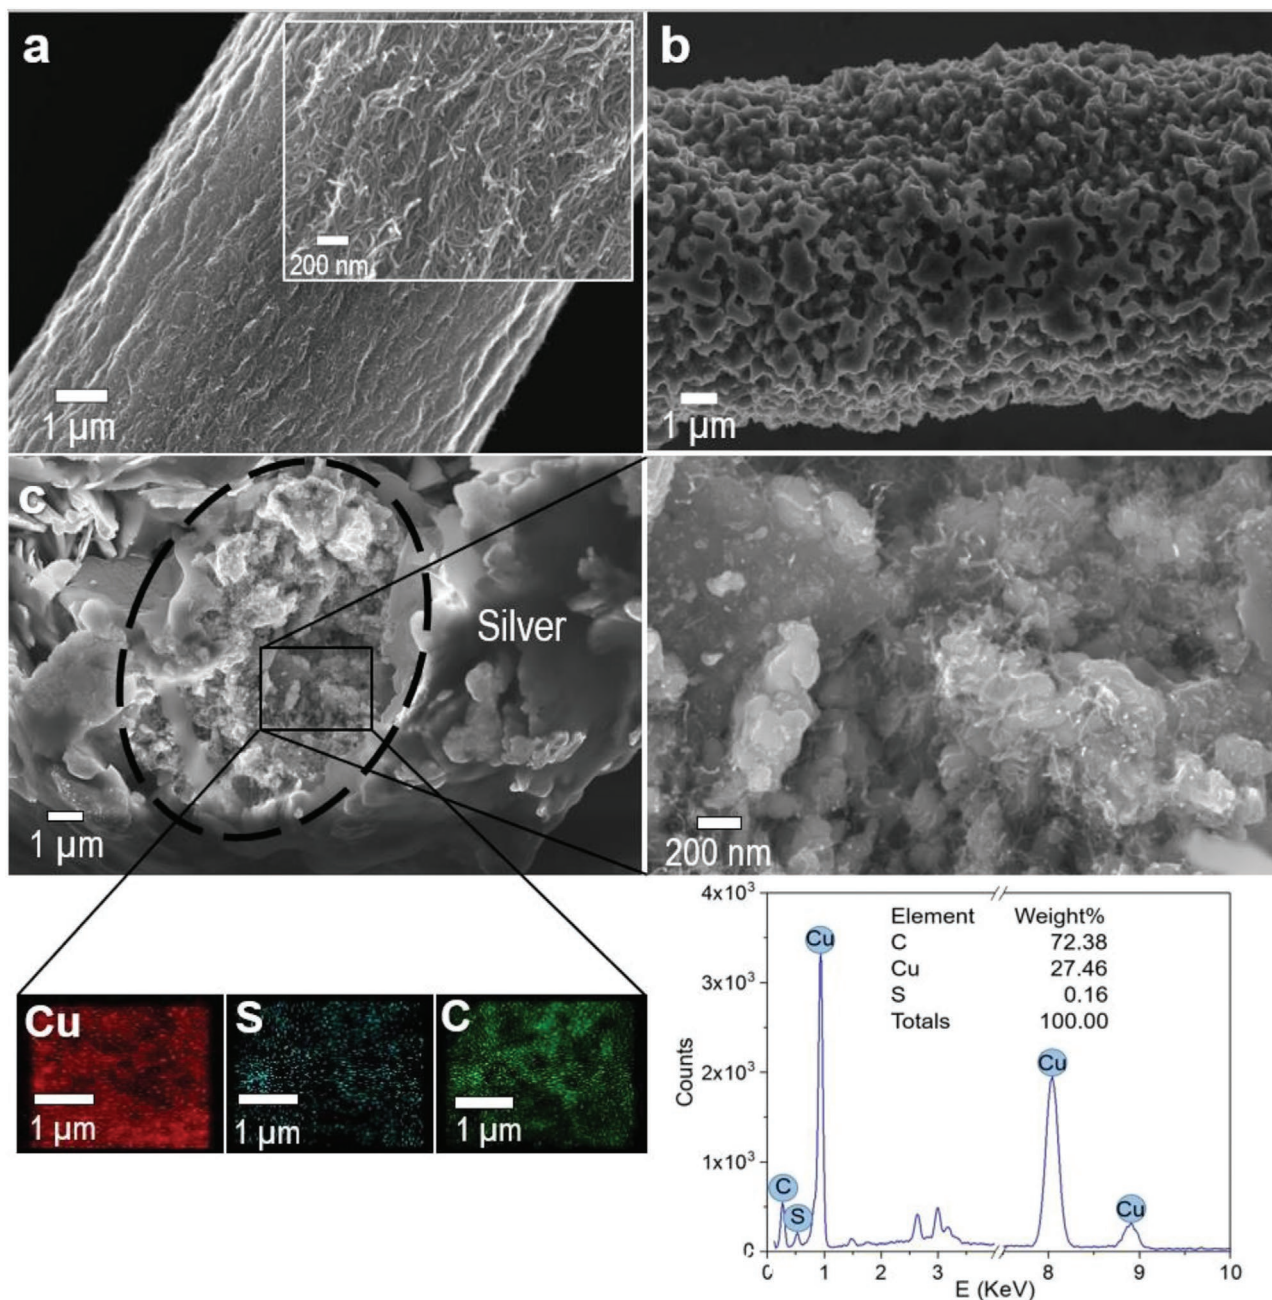 a
200 nm
1 µm
b
1 µm
c
Silver
1 µm
200 nm
Cu
1 µm
S
1 µm
C
1 µm
4x10³
3x10³
2x10³
1x10³
0
Counts
Element Weight%
C 72.38
Cu 27.46
S 0.16
Totals 100.00
Cu
C
S
Cu
Cu
0 1 2 3 8 9 10
E (KeV)